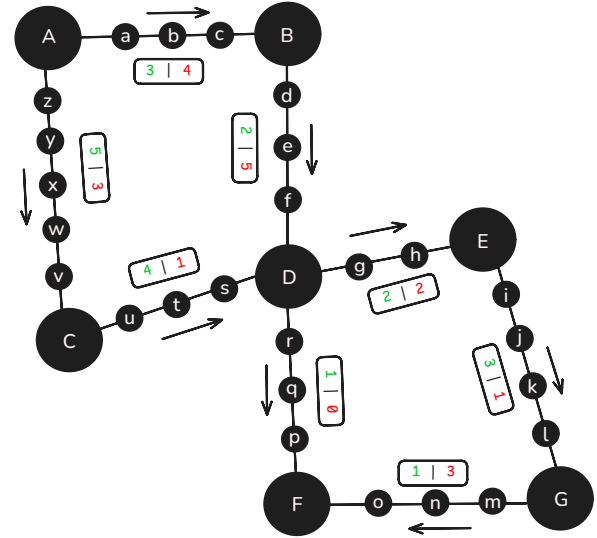 A a b c B
3 | 4
z
y
x
w
v
5 | 3
d
e
f
2 | 5
C u t s D
4 | 1
g h E
2 | 2
r
q
p
1 | 0
i
j
k
l
3 | 1
F o n m G
1 | 3